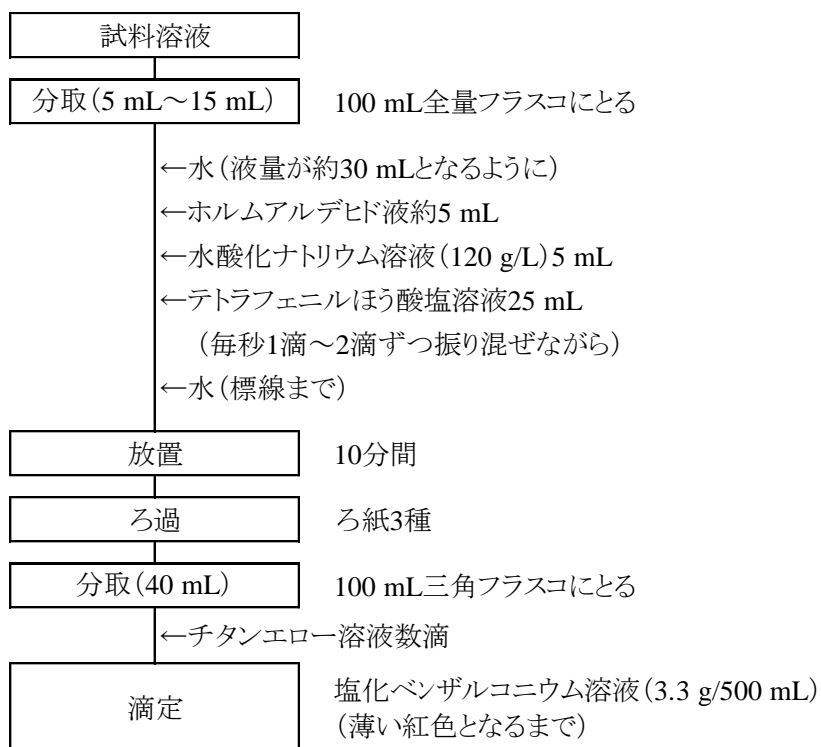 試料溶液
分取(5 mL~15 mL) 100 mL全量フラスコにとる
←水(液量が約30 mLとなるように)
←ホルムアルデヒド液約5 mL
←水酸化ナトリウム溶液(120 g/L)5 mL
←テトラフェニルほう酸塩溶液25 mL
(毎秒1滴~2滴ずつ振り混ぜながら)
←水(標線まで)
放置 10分間
ろ過 ろ紙3種
分取(40 mL) 100 mL三角フラスコにとる
←チタンエロー溶液数滴
滴定 塩化ベンザルコニウム溶液(3.3 g/500 mL)
(薄い紅色となるまで)